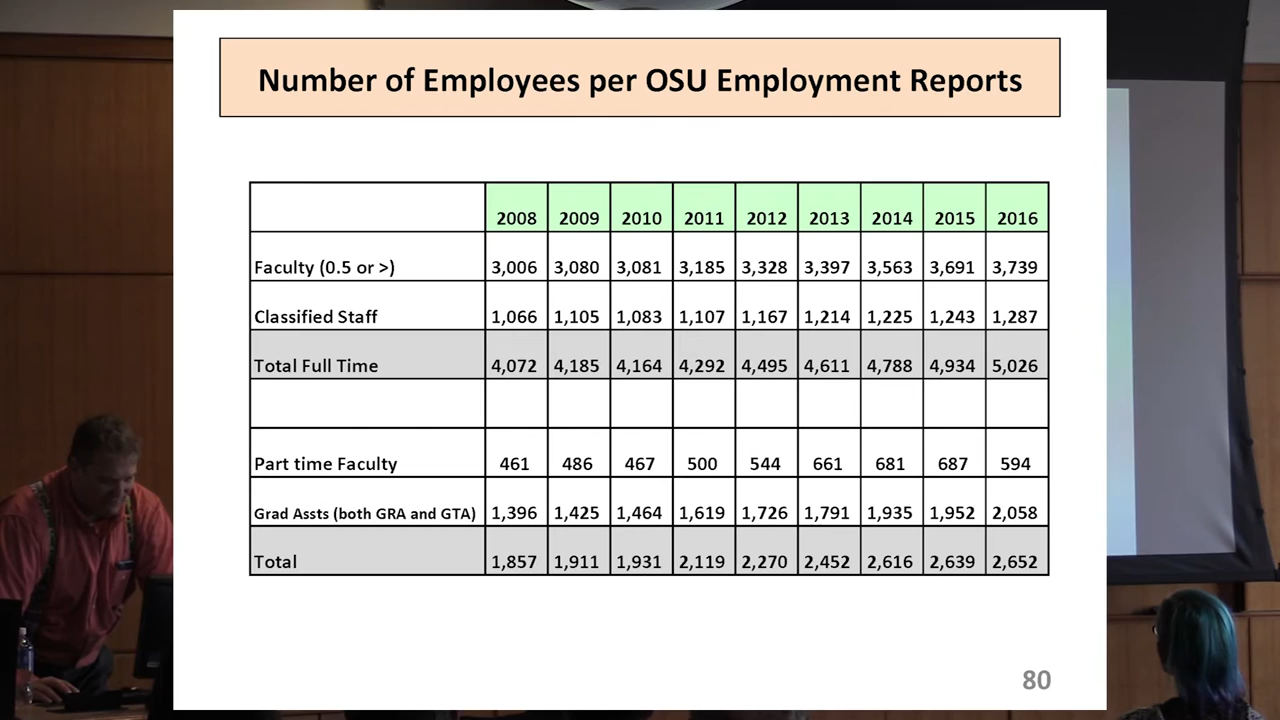 Number of Employees per OSU Employment Reports
2008 2009 2010 2011 2012 2013 2014 2015 2016
Faculty (0.5 or >) 3,006 3,080 3,081 3,185 3,328 3,397 3,563 3,691 3,739
Classified Staff 1,066 1,105 1,083 1,107 1,167 1,214 1,225 1,243 1,287
Total Full Time 4,072 4,185 4,164 4,292 4,495 4,611 4,788 4,934 5,026
Part time Faculty 461 486 467 500 544 661 681 687 594
Grad Assts (both GRA and GTA) 1,396 1,425 1,464 1,619 1,726 1,791 1,935 1,952 2,058
Total 1,857 1,911 1,931 2,119 2,270 2,452 2,616 2,639 2,652
80